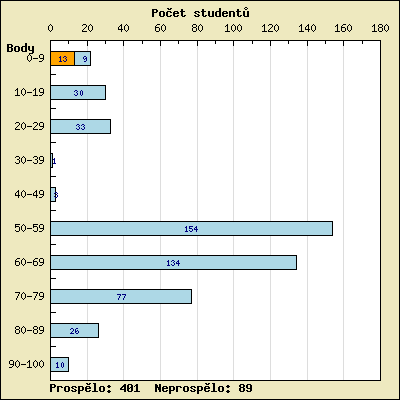 Počet studentů
0 20 40 60 80 100 120 140 160 180
Body
0-9 13 9
10-19 30
20-29 33
30-39 1
40-49 3
50-59 154
60-69 134
70-79 77
80-89 26
90-100 10
Prospělo: 401 Neprospělo: 89